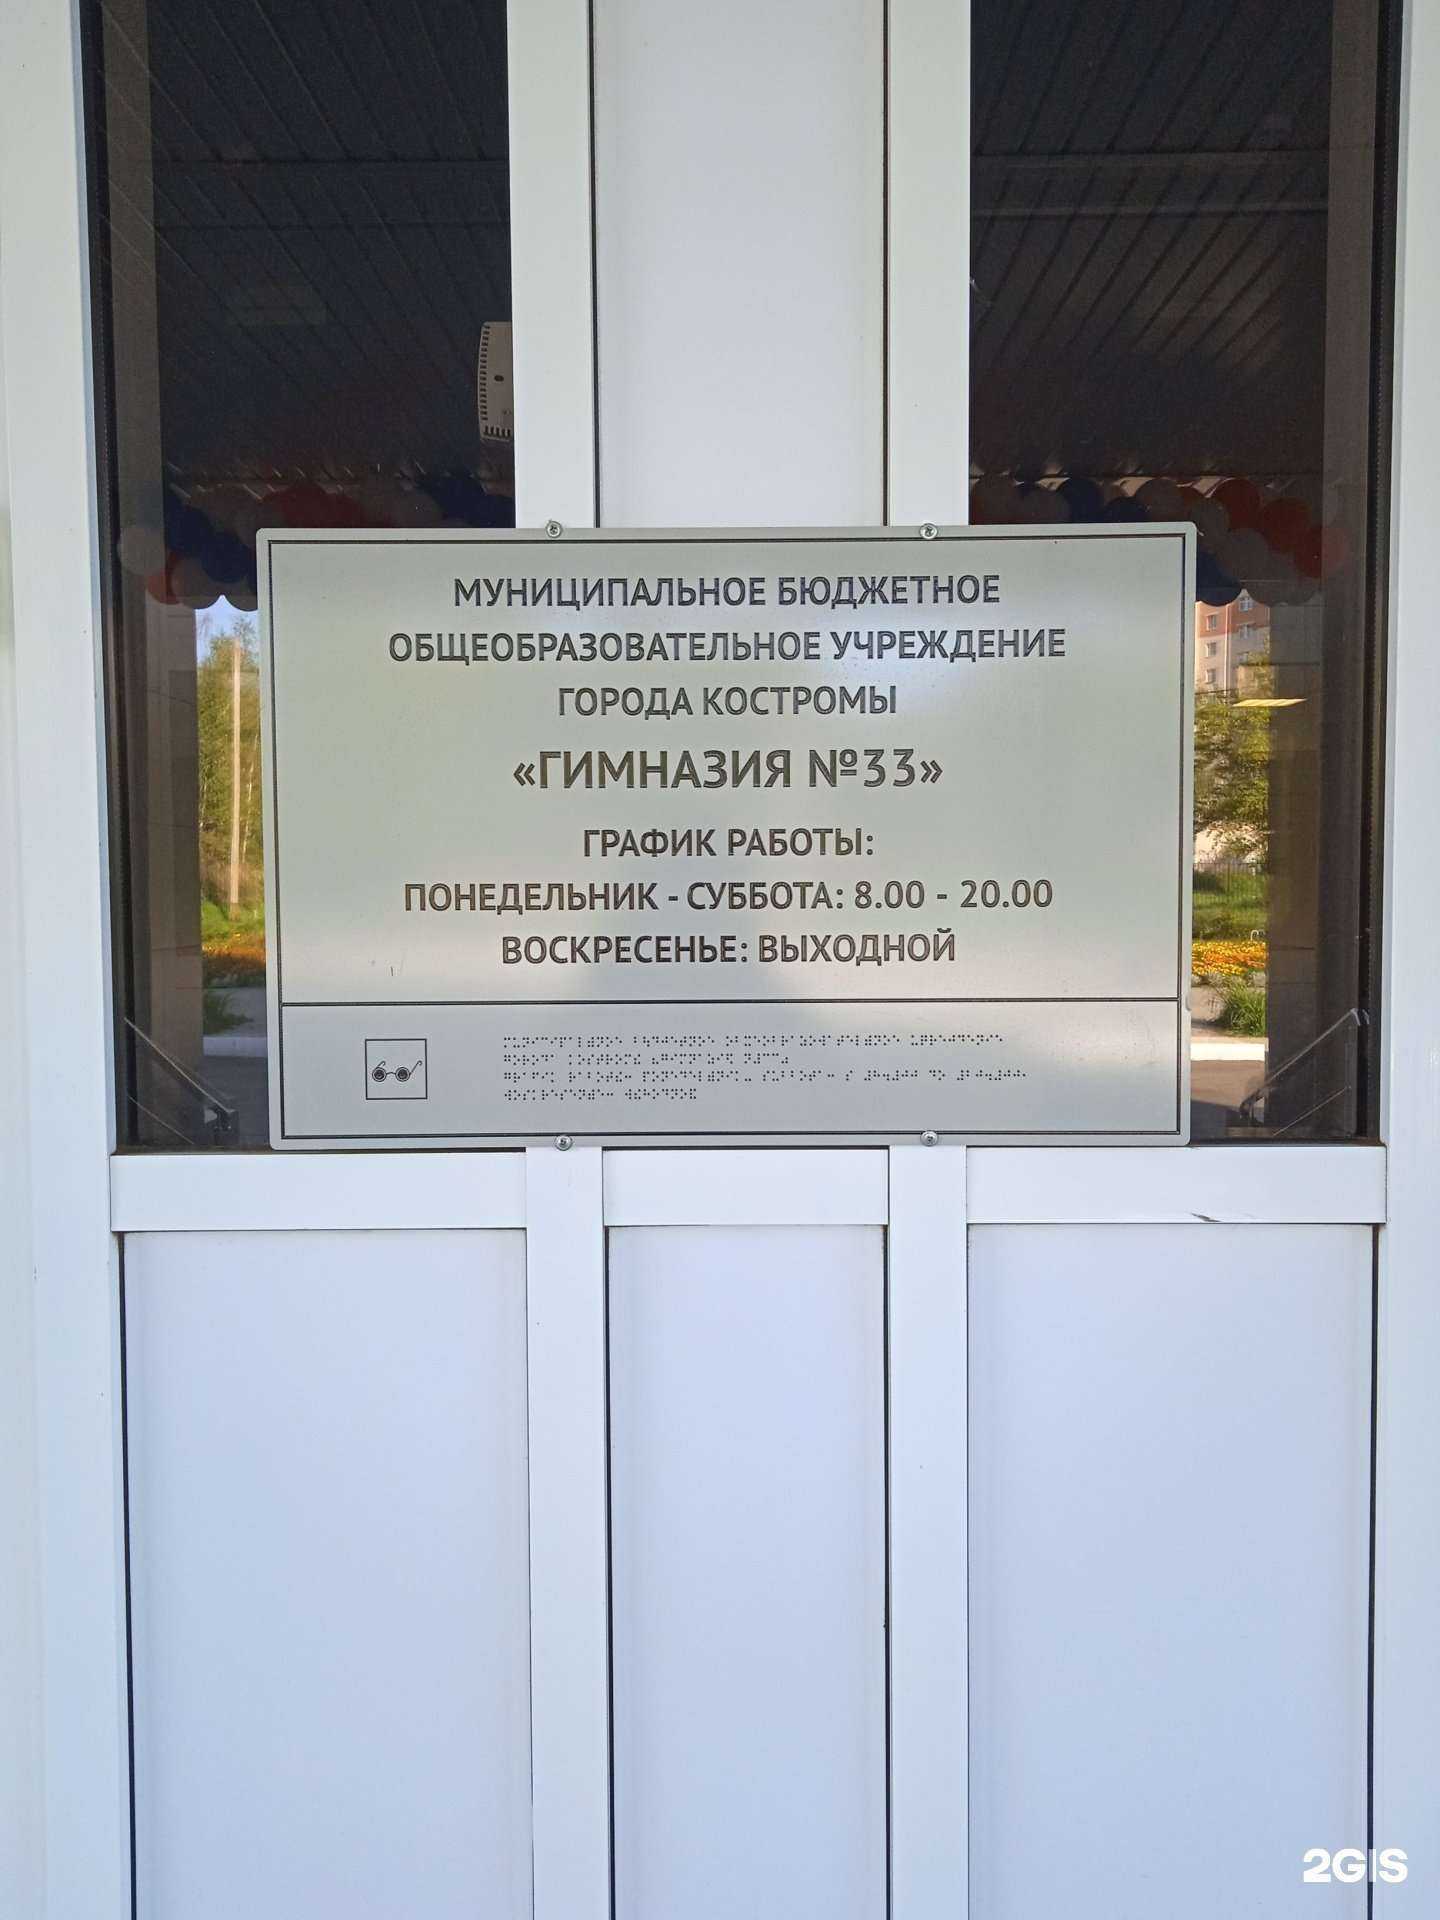 МУНИЦИПАЛЬНОЕ БЮДЖЕТНОЕ
ОБЩЕОБРАЗОВАТЕЛЬНОЕ УЧРЕЖДЕНИЕ
ГОРОДА КОСТРОМЫ
«ГИМНАЗИЯ №33»
ГРАФИК РАБОТЫ:
ПОНЕДЕЛЬНИК - СУББОТА: 8.00 - 20.00
ВОСКРЕСЕНЬЕ: ВЫХОДНОЙ
2GIS